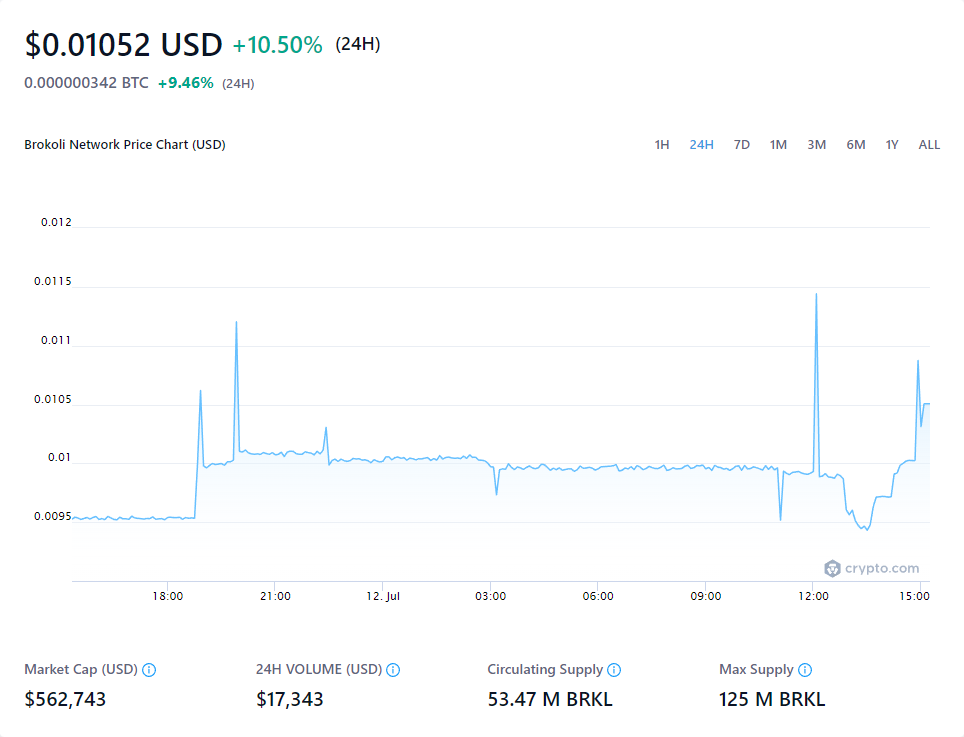 $0.01052 USD +10.50% (24H)
0.000000342 BTC +9.46% (24H)
Brokoli Network Price Chart (USD)
1H 24H 7D 1M 3M 6M 1Y ALL
0.012
0.0115
0.011
0.0105
0.01
0.0095
crypto.com
18:00 21:00 12. Jul 03:00 06:00 09:00 12:00 15:00
Market Cap (USD) 24H VOLUME (USD) Circulating Supply Max Supply
$562,743 $17,343 53.47 M BRKL 125 M BRKL